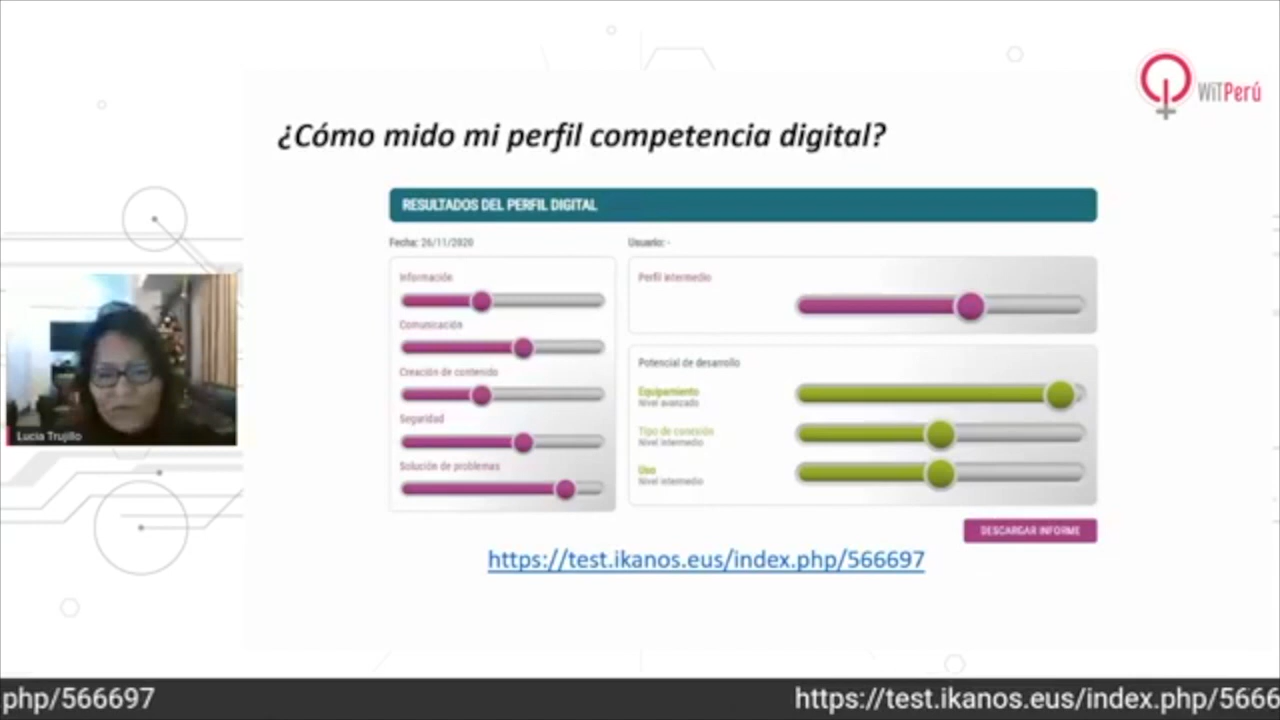 WiTPerú
¿Cómo mido mi perfil competencia digital?
RESULTADOS DEL PERFIL DIGITAL
Fecha: 26/11/2020
Usuario: -
Información
Comunicación
Creación de contenido
Seguridad
Solución de problemas
Perfil intermedio
Potencial de desarrollo
Equipamiento
Nivel avanzado
Tipo de conexión
Nivel intermedio
Uso
Nivel intermedio
DESCARGAR INFORME
https://test.ikanos.eus/index.php/566697
Lucia Trujillo
php/566697
https://test.ikanos.eus/index.php/5666